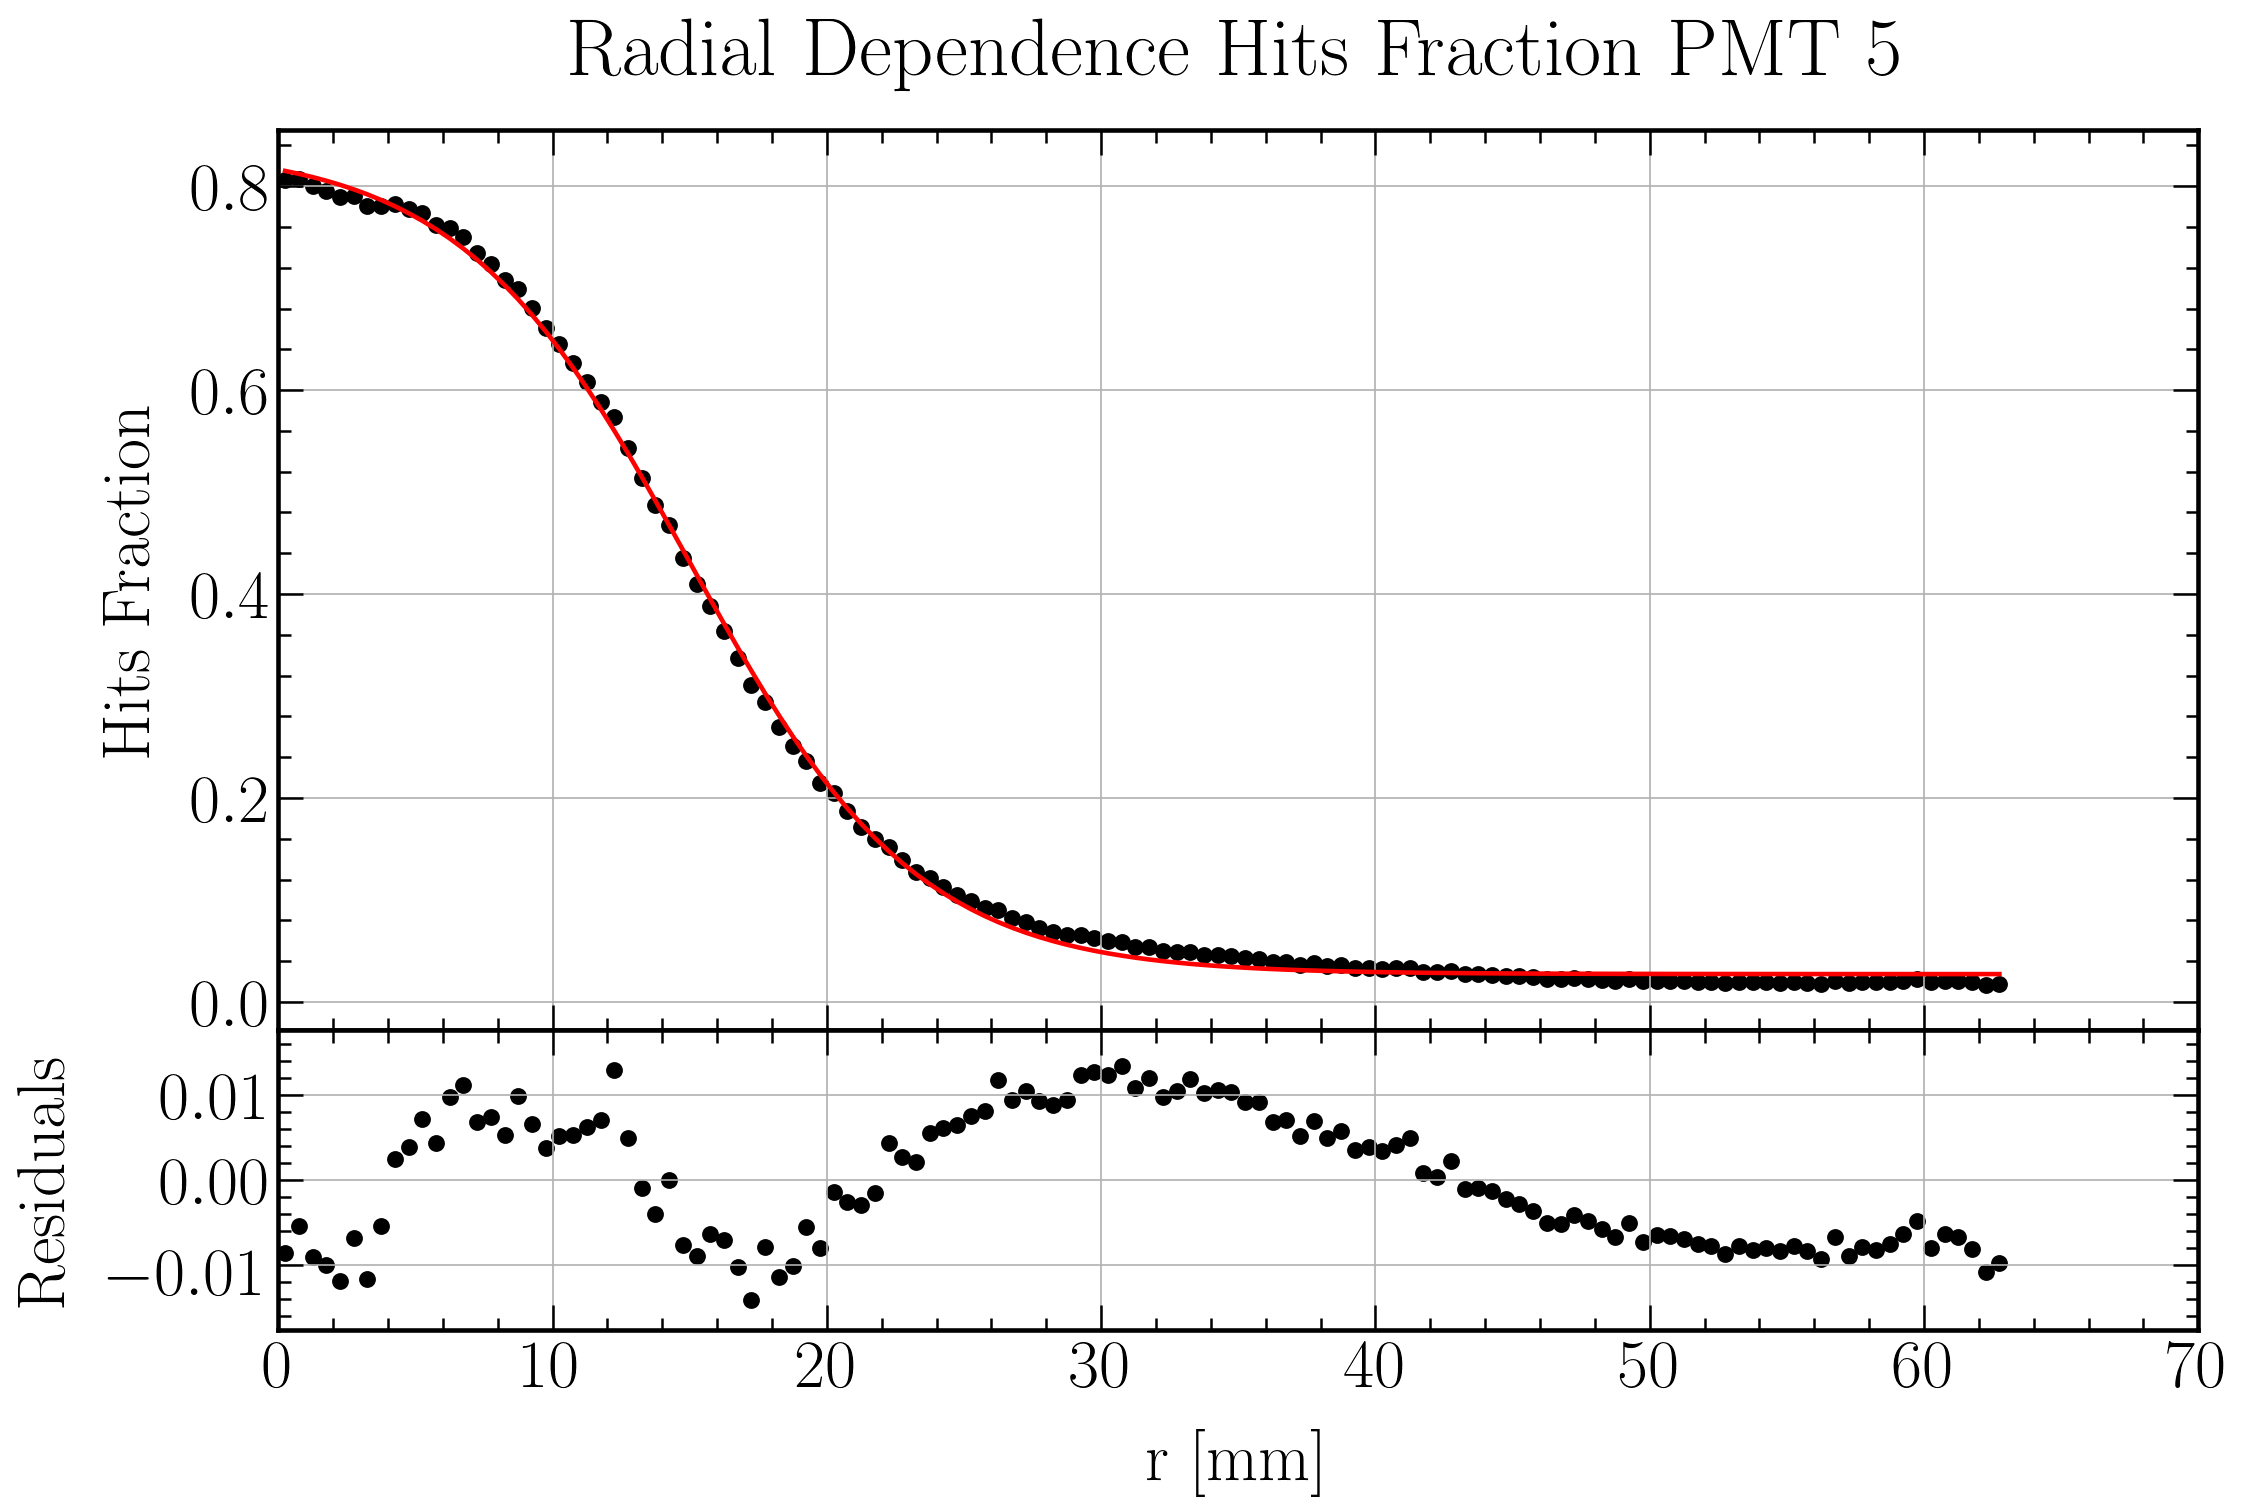 Radial Dependence Hits Fraction PMT 5
0.8
0.6
0.4
0.2
0.0
Hits Fraction
0.01
0.00
−0.01
Residuals
0 10 20 30 40 50 60 70
r [mm]